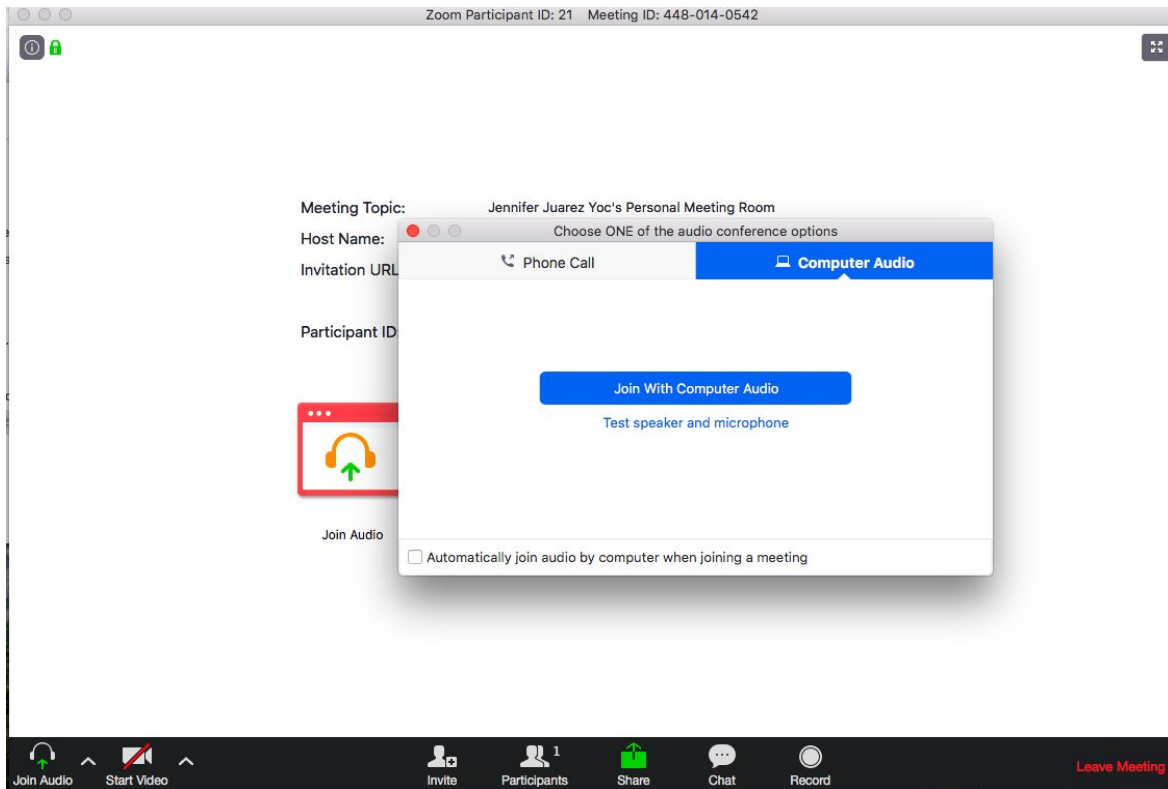 Zoom Participant ID: 21 Meeting ID: 448-014-0542
Meeting Topic: Jennifer Juarez Yoc's Personal Meeting Room
Host Name:
Invitation URL
Participant ID:
Choose ONE of the audio conference options
Phone Call Computer Audio
Join With Computer Audio
Test speaker and microphone
Automatically join audio by computer when joining a meeting
Join Audio
Join Audio Start Video Invite Participants 1 Share Chat Record Leave Meeting